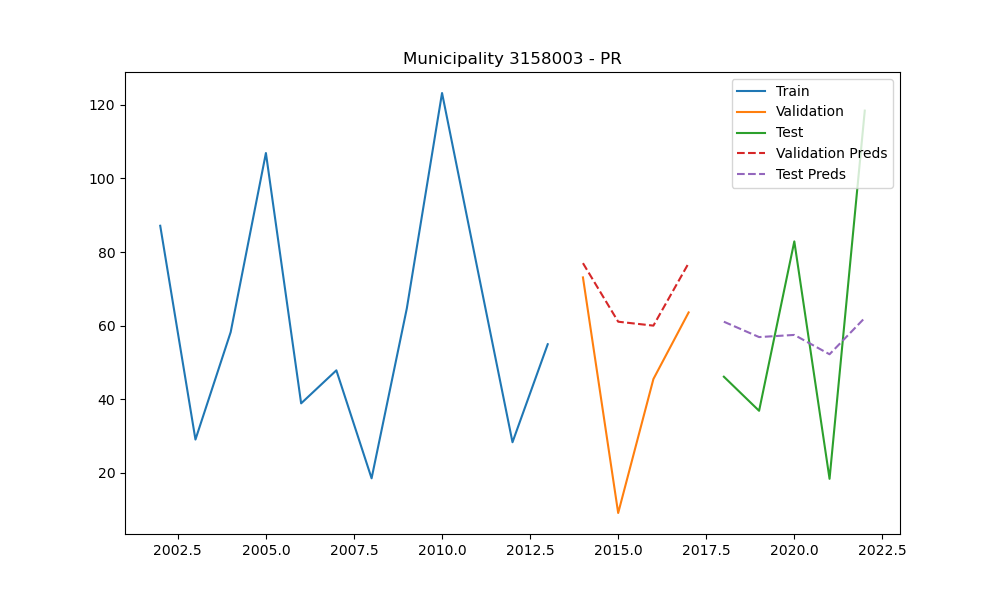 Municipality 3158003 - PR
Train
Validation
Test
Validation Preds
Test Preds
120
100
80
60
40
20
2002.5 2005.0 2007.5 2010.0 2012.5 2015.0 2017.5 2020.0 2022.5